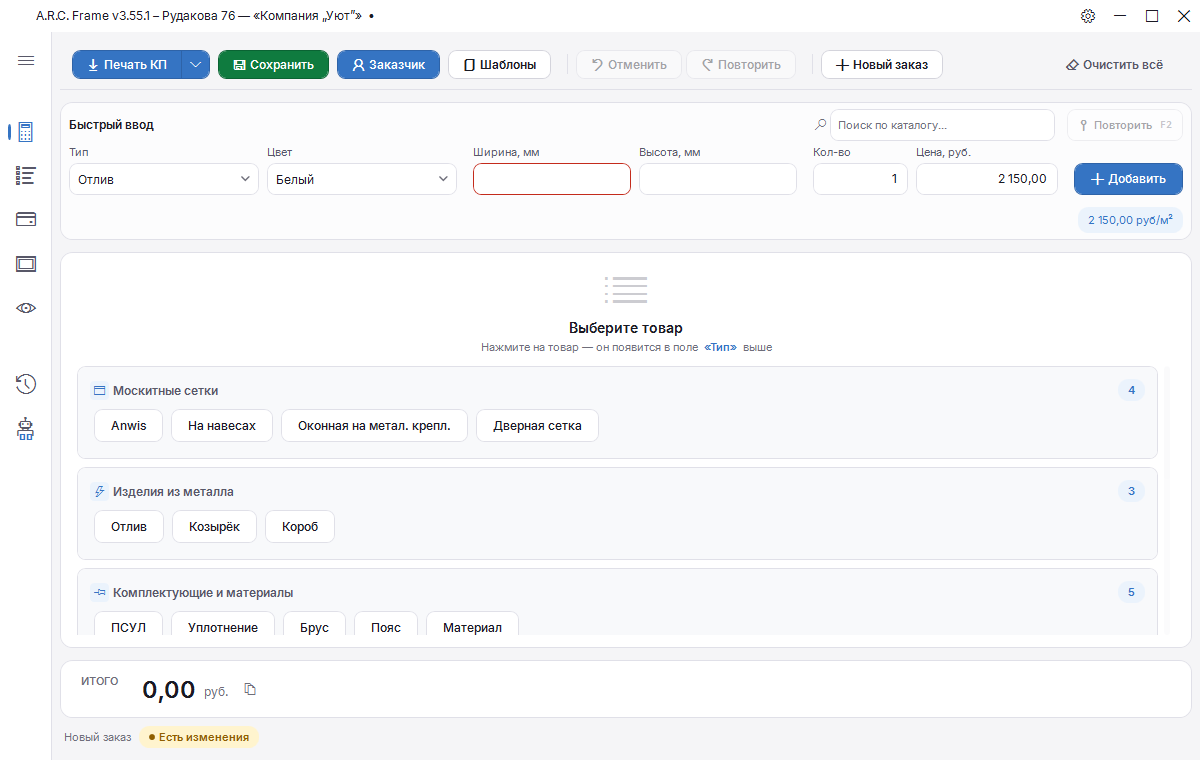 A.R.C. Frame v3.55.1 – Рудакова 76 — «Компания „Уют“» •
Печать КП Сохранить Заказчик Шаблоны Отменить Повторить Новый заказ Очистить всё
Быстрый ввод Поиск по каталогу... Повторить F2
Тип Цвет Ширина, мм Высота, мм Кол-во Цена, руб.
Отлив Белый 1 2 150,00 Добавить
2 150,00 руб/м²
Выберите товар
Нажмите на товар — он появится в поле «Тип» выше
Москитные сетки 4
Anwis На навесах Оконная на метал. крепл. Дверная сетка
Изделия из металла 3
Отлив Козырёк Короб
Комплектующие и материалы 5
ПСУЛ Уплотнение Брус Пояс Материал
ИТОГО 0,00 руб.
Новый заказ • Есть изменения